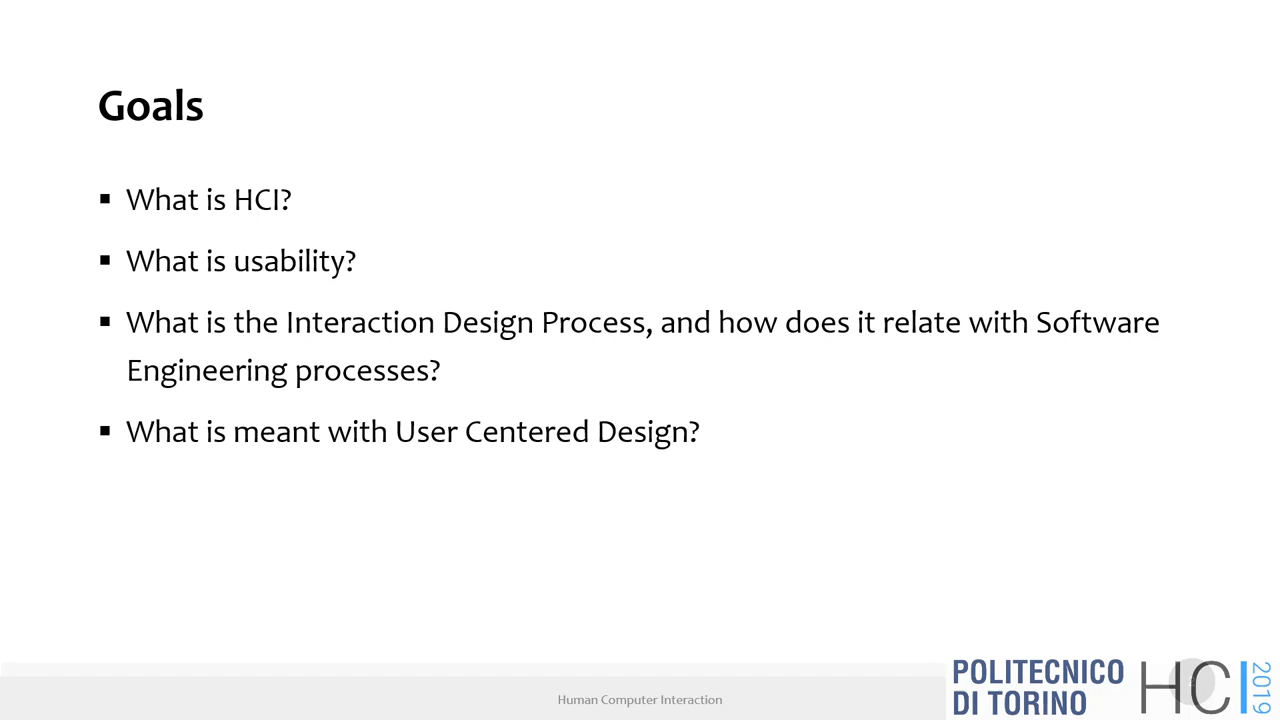 Goals
▪ What is HCI?
▪ What is usability?
▪ What is the Interaction Design Process, and how does it relate with Software
Engineering processes?
▪ What is meant with User Centered Design?
Human Computer Interaction
POLITECNICO
DI TORINO
HCI
2019